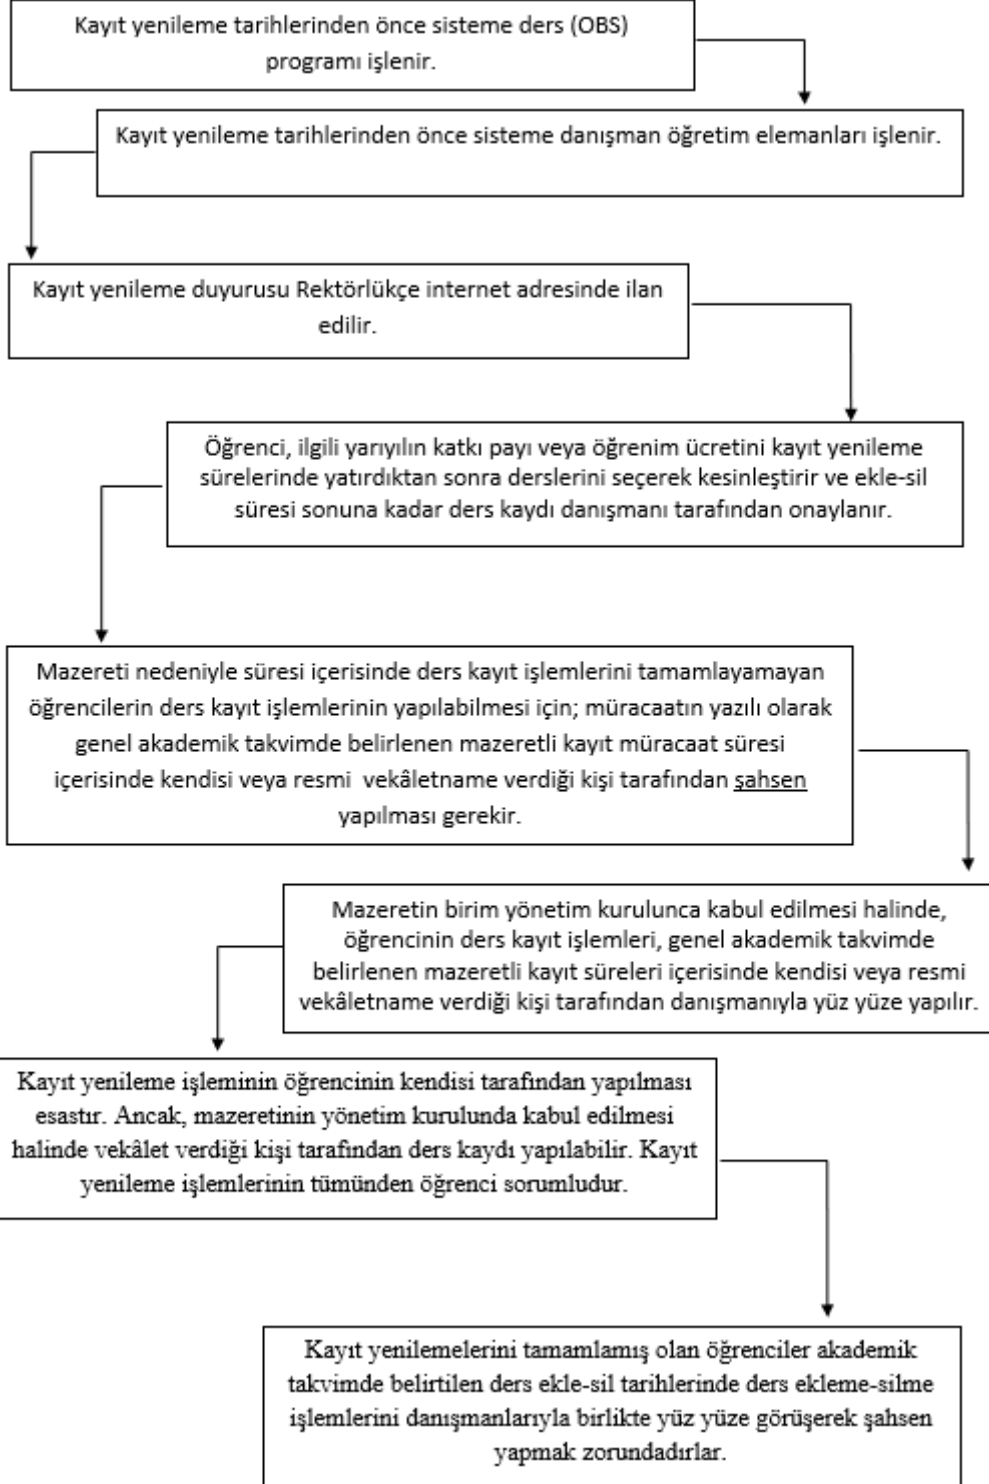 Kayıt yenileme tarihlerinden önce sisteme ders (OBS)
programı işlenir.
Kayıt yenileme tarihlerinden önce sisteme danışman öğretim elemanları işlenir.
Kayıt yenileme duyurusu Rektörlükçe internet adresinde ilan
edilir.
Öğrenci, ilgili yarıyılın katkı payı veya öğrenim ücretini kayıt yenileme
sürelerinde yatırdıktan sonra derslerini seçerek kesinleştirir ve ekle-sil
süresi sonuna kadar ders kaydı danışmanı tarafından onaylanır.
Mazereti nedeniyle süresi içerisinde ders kayıt işlemlerini tamamlayamayan
öğrencilerin ders kayıt işlemlerinin yapılabilmesi için; müracaatın yazılı olarak
genel akademik takvimde belirlenen mazeretli kayıt müracaat süresi
içerisinde kendisi veya resmi vekâletname verdiği kişi tarafından şahsen
yapılması gerekir.
Mazeretin birim yönetim kurulunca kabul edilmesi halinde,
öğrencinin ders kayıt işlemleri, genel akademik takvimde
belirlenen mazeretli kayıt süreleri içerisinde kendisi veya resmi
vekâletname verdiği kişi tarafından danışmanıyla yüz yüze yapılır.
Kayıt yenileme işleminin öğrencinin kendisi tarafından yapılması
esastır. Ancak, mazeretinin yönetim kurulunda kabul edilmesi
halinde vekâlet verdiği kişi tarafından ders kaydı yapılabilir. Kayıt
yenileme işlemlerinin tümünden öğrenci sorumludur.
Kayıt yenilemelerini tamamlamış olan öğrenciler akademik
takvimde belirtilen ders ekle-sil tarihlerinde ders ekleme-silme
işlemlerini danışmanlarıyla birlikte yüz yüze görüşerek şahsen
yapmak zorundadırlar.